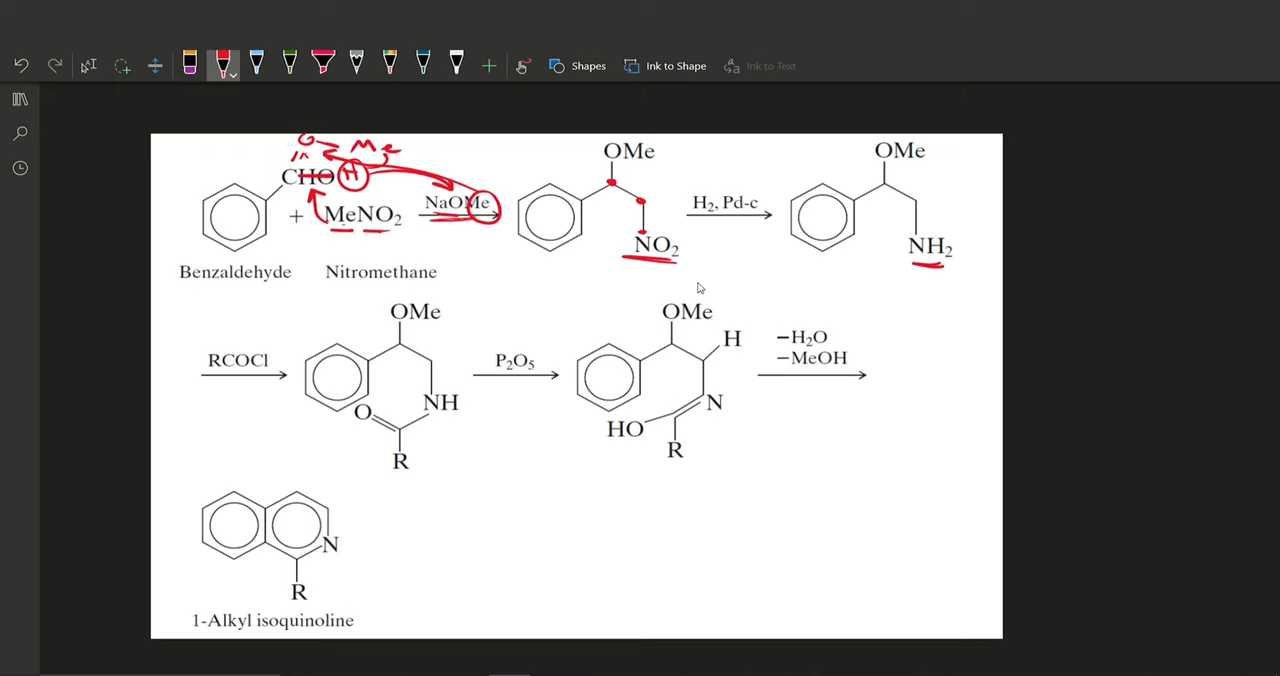 Shapes
Ink to Shape
Ink to Text
O Me
CHO H
+ MeNO2
NaOMe
Benzaldehyde
Nitromethane
OMe
NO2
H2, Pd-c
OMe
NH2
RCOCl
OMe
NH
O
R
P2O5
OMe
H
N
HO
R
−H2O
−MeOH
N
R
1-Alkyl isoquinoline